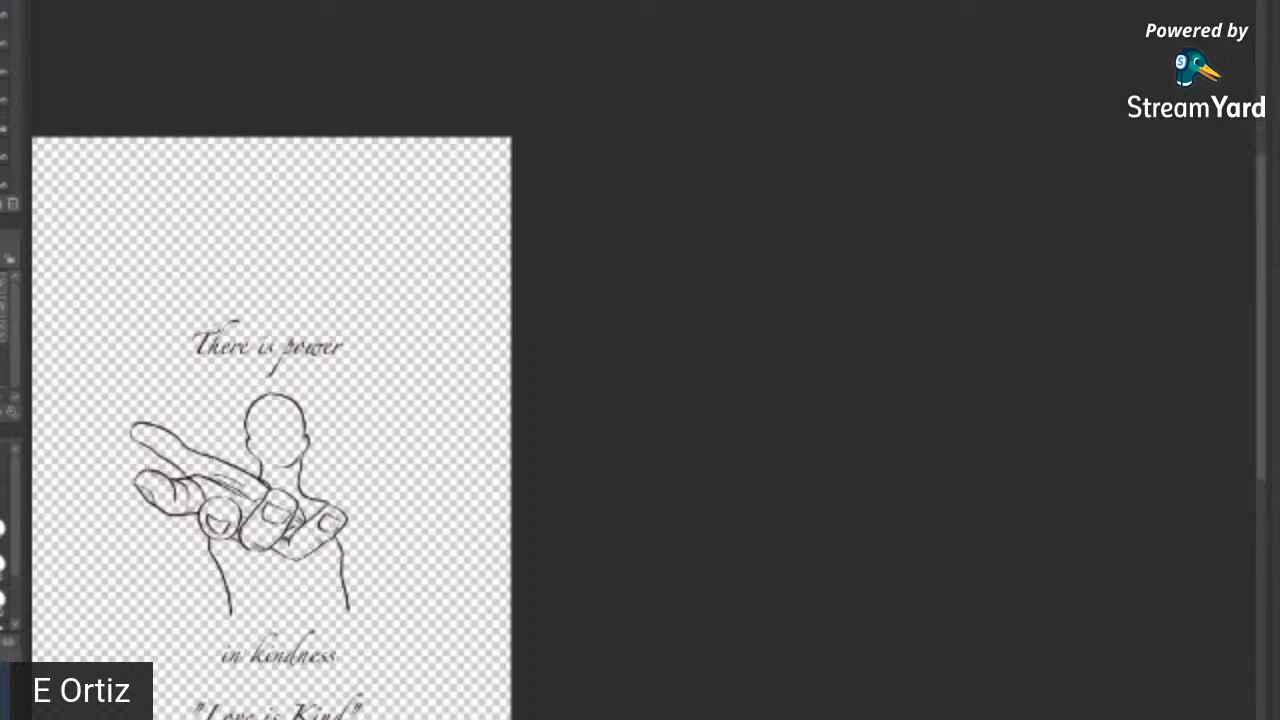 Powered by
StreamYard
There is power
in kindness
"Love is Kind"
E Ortiz